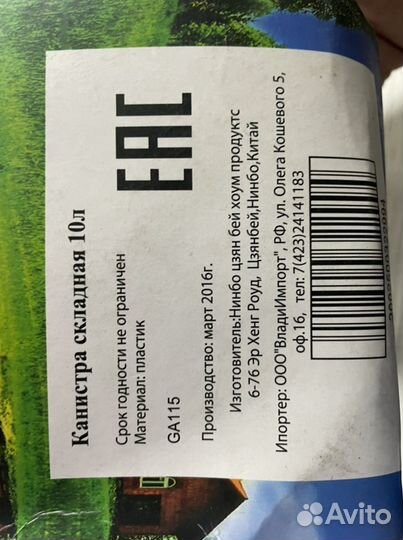 Канистра складная 10л
EAC
Срок годности не ограничен
Материал: пластик
GA115
Производство: март 2016г.
Изготовитель:Нинбо цзян бей хоум продуктс
6-76 Эр Хенг Роуд, Цзянбей,Нинбо,Китай
Ипортер: ООО"ВладиИмпорт", РФ, ул. Олега Кошевого 5,
оф.16, тел: 7(423)24141183
Avito